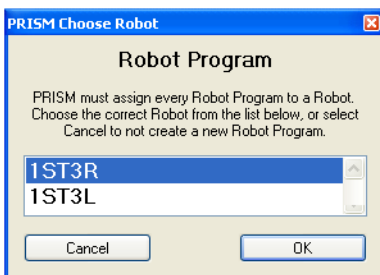 PRISM Choose Robot
Robot Program
PRISM must assign every Robot Program to a Robot.
Choose the correct Robot from the list below, or select
Cancel to not create a new Robot Program.
1ST3R
1ST3L
Cancel OK